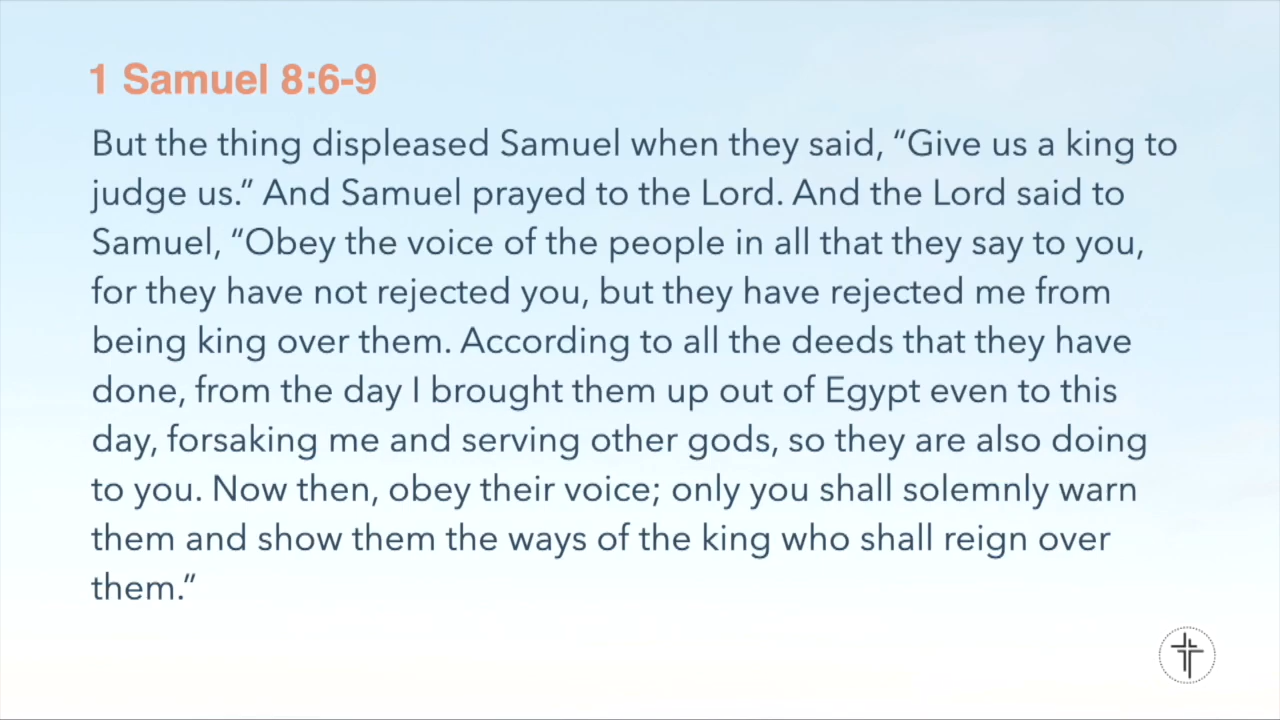 1 Samuel 8:6-9
But the thing displeased Samuel when they said, “Give us a king to
judge us.” And Samuel prayed to the Lord. And the Lord said to
Samuel, “Obey the voice of the people in all that they say to you,
for they have not rejected you, but they have rejected me from
being king over them. According to all the deeds that they have
done, from the day I brought them up out of Egypt even to this
day, forsaking me and serving other gods, so they are also doing
to you. Now then, obey their voice; only you shall solemnly warn
them and show them the ways of the king who shall reign over
them.”